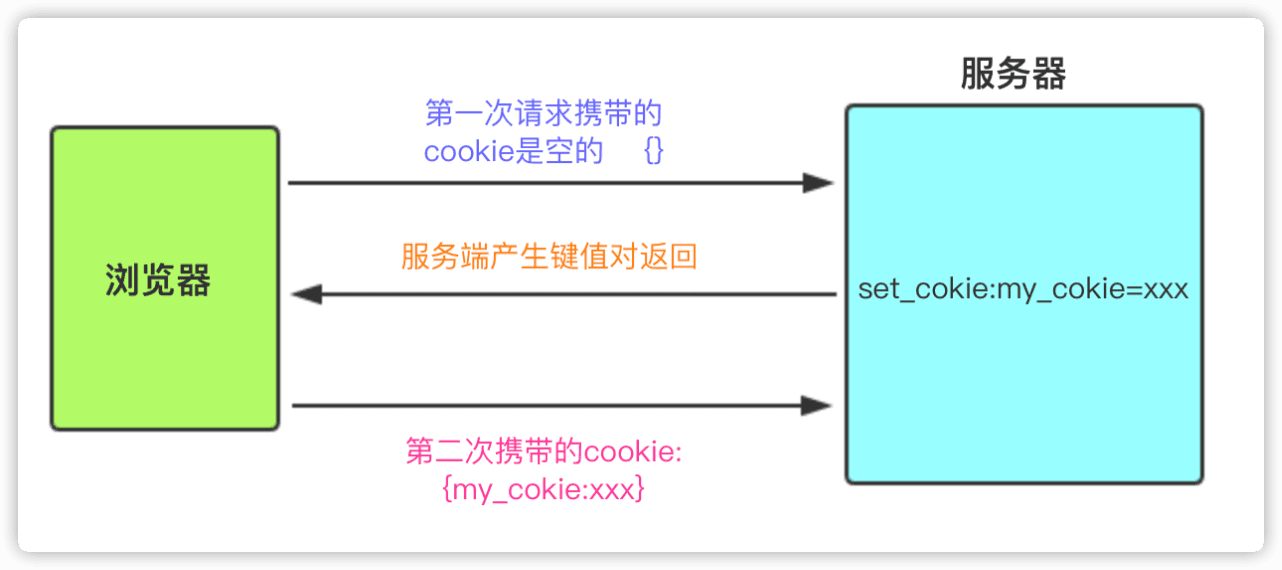 服务器
第一次请求携带的
cookie是空的 {}
服务端产生键值对返回
浏览器
set_cokie:my_cokie=xxx
第二次携带的cookie:
{my_cokie:xxx}